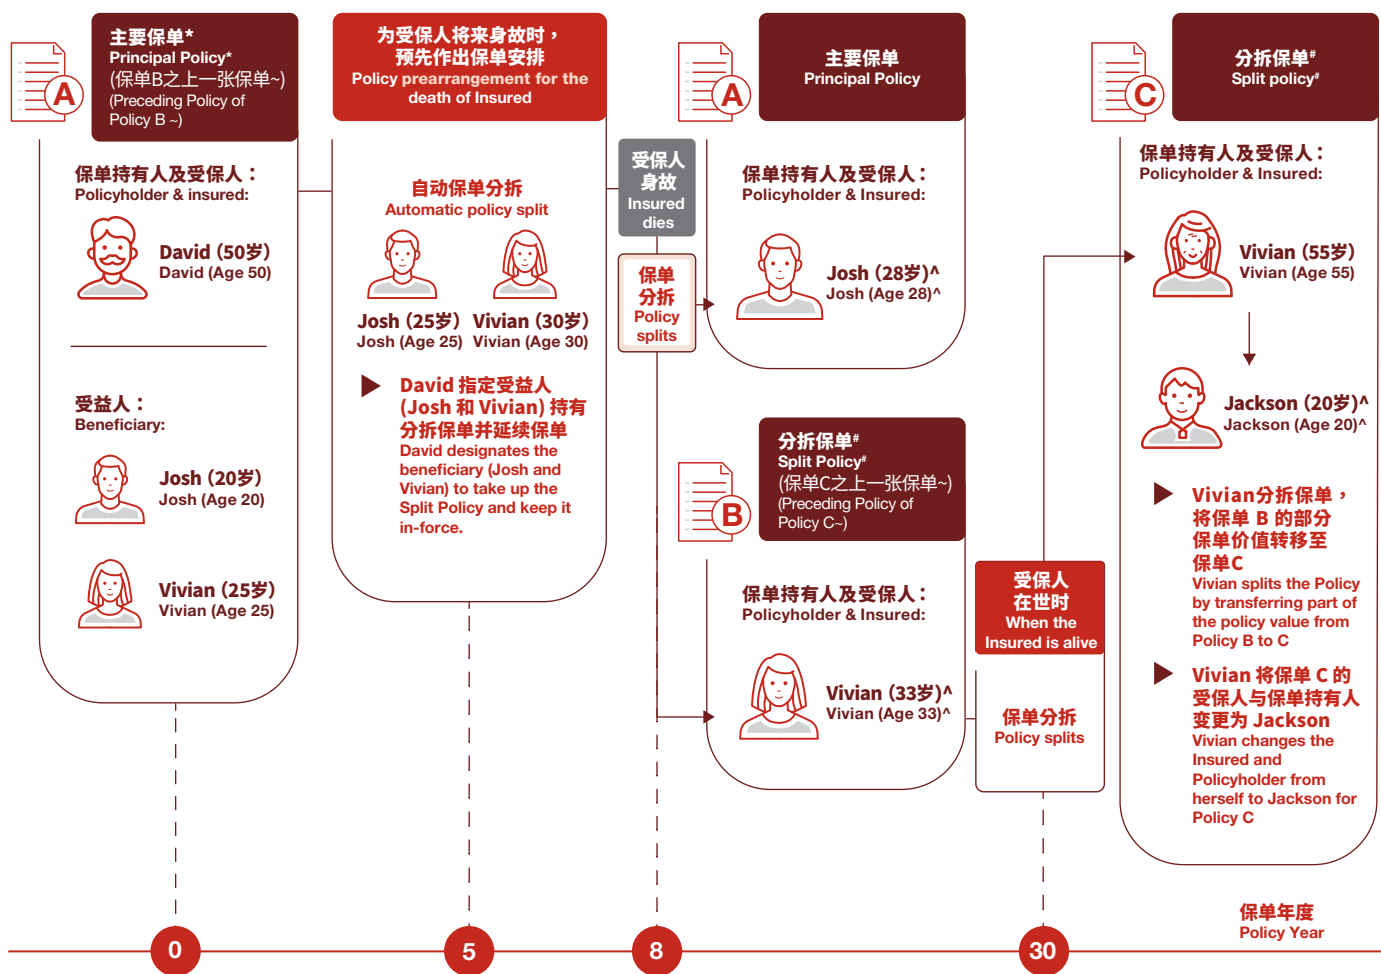 A
主要保单*
Principal Policy*
(保单B之上一张保单~)
(Preceding Policy of
Policy B ~)
保单持有人及受保人：
Policyholder & insured:
David (50岁)
David (Age 50)
受益人：
Beneficiary:
Josh (20岁)
Josh (Age 20)
Vivian (25岁)
Vivian (Age 25)
为受保人将来身故时，
预先作出保单安排
Policy prearrangement for the
death of Insured
自动保单分拆
Automatic policy split
Josh (25岁)
Josh (Age 25)
Vivian (30岁)
Vivian (Age 30)
David 指定受益人
(Josh 和 Vivian) 持有
分拆保单并延续保单
David designates the
beneficiary (Josh and
Vivian) to take up the
Split Policy and keep it
in-force.
受保人
身故
Insured
dies
保单
分拆
Policy
splits
A
主要保单
Principal Policy
保单持有人及受保人：
Policyholder & Insured:
Josh (28岁)^
Josh (Age 28)^
B
分拆保单#
Split Policy#
(保单C之上一张保单~)
(Preceding Policy of
Policy C~)
保单持有人及受保人：
Policyholder & Insured:
Vivian (33岁)^
Vivian (Age 33)^
受保人
在世时
When the
Insured is alive
保单分拆
Policy splits
C
分拆保单#
Split policy#
保单持有人及受保人：
Policyholder & Insured:
Vivian (55岁)
Vivian (Age 55)
Jackson (20岁)^
Jackson (Age 20)^
Vivian分拆保单，
将保单 B 的部分
保单价值转移至
保单C
Vivian splits the Policy
by transferring part of
the policy value from
Policy B to C
Vivian 将保单 C 的
受保人与保单持有人
变更为 Jackson
Vivian changes the
Insured and
Policyholder from
herself to Jackson for
Policy C
保单年度
Policy Year
0
5
8
30